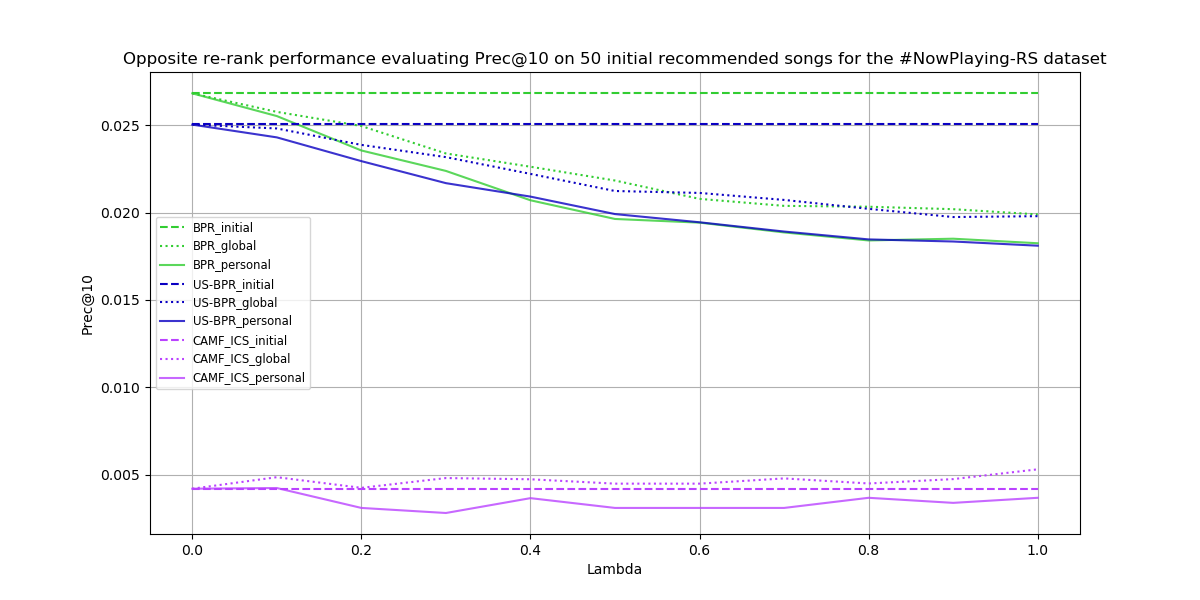 Opposite re-rank performance evaluating Prec@10 on 50 initial recommended songs for the #NowPlaying-RS dataset
0.025
0.020
0.015
0.010
0.005
Prec@10
BPR_initial
BPR_global
BPR_personal
US-BPR_initial
US-BPR_global
US-BPR_personal
CAMF_ICS_initial
CAMF_ICS_global
CAMF_ICS_personal
0.0 0.2 0.4 0.6 0.8 1.0
Lambda